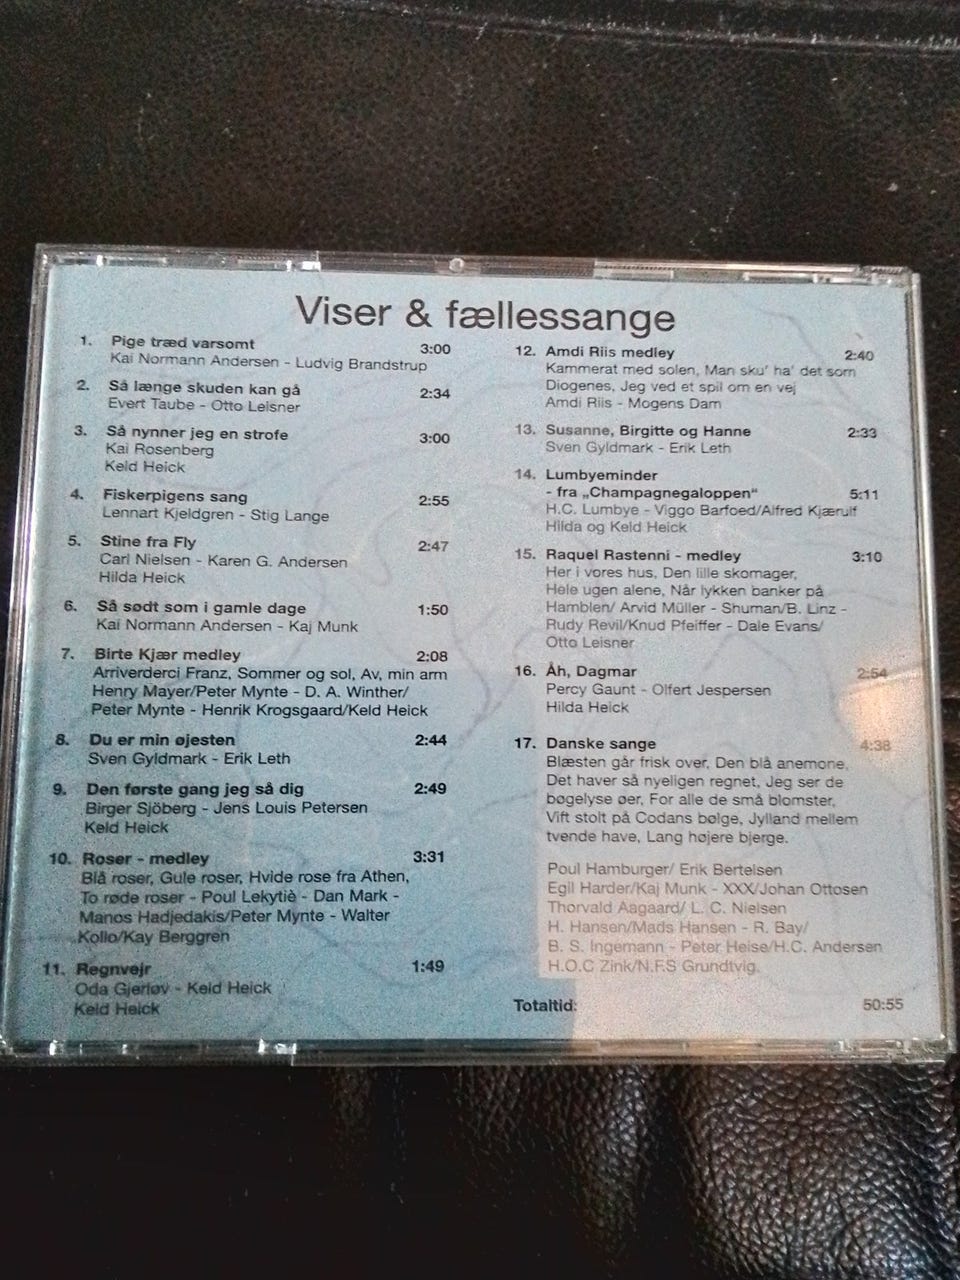 Viser & fællessange
1. Pige træd varsomt 3:00
Kai Normann Andersen - Ludvig Brandstrup
2. Så længe skuden kan gå 2:34
Evert Taube - Otto Leisner
3. Så nynner jeg en strofe 3:00
Kai Rosenberg
Keld Heick
4. Fiskerpigens sang 2:55
Lennart Kjeldgren - Stig Lange
5. Stine fra Fly 2:47
Carl Nielsen - Karen G. Andersen
Hilda Heick
6. Så sødt som i gamle dage 1:50
Kai Normann Andersen - Kaj Munk
7. Birte Kjær medley 2:08
Arriverderci Franz, Sommer og sol, Av, min arm
Henry Mayer/Peter Mynte - D. A. Winther/
Peter Mynte - Henrik Krogsgaard/Keld Heick
8. Du er min øjesten 2:44
Sven Gyldmark - Erik Leth
9. Den første gang jeg så dig 2:49
Birger Sjöberg - Jens Louis Petersen
Keld Heick
10. Roser - medley 3:31
Blå roser, Gule roser, Hvide rose fra Athen,
To røde roser - Poul Lekytiè - Dan Mark -
Manos Hadjedakis/Peter Mynte - Walter
Kollo/Kay Berggren
11. Regnvejr 1:49
Oda Gjerløv - Keld Heick
Keld Heick
12. Amdi Riis medley 2:40
Kammerat med solen, Man sku' ha' det som
Diogenes, Jeg ved et spil om en vej
Amdi Riis - Mogens Dam
13. Susanne, Birgitte og Hanne 2:33
Sven Gyldmark - Erik Leth
14. Lumbyeminder
- fra „Champagnegaloppen" 5:11
H.C. Lumbye - Viggo Barfoed/Alfred Kjærulf
Hilda og Keld Heick
15. Raquel Rastenni - medley 3:10
Her i vores hus, Den lille skomager,
Hele ugen alene, Når lykken banker på
Hamblen/ Arvid Müller - Shuman/B. Linz -
Rudy Revil/Knud Pfeiffer - Dale Evans/
Otto Leisner
16. Åh, Dagmar 2:54
Percy Gaunt - Olfert Jespersen
Hilda Heick
17. Danske sange 4:38
Blæsten går frisk over, Den blå anemone,
Det haver så nyeligen regnet, Jeg ser de
bøgelyse øer, For alle de små blomster,
Vift stolt på Codans bølge, Jylland mellem
tvende have, Lang højere bjerge.
Poul Hamburger/ Erik Bertelsen
Egil Harder/Kaj Munk - XXX/Johan Ottosen
Thorvald Aagaard/ L. C. Nielsen
H. Hansen/Mads Hansen - R. Bay/
B. S. Ingemann - Peter Heise/H.C. Andersen
H.O.C Zink/N.F.S Grundtvig.
Totaltid: 50:55